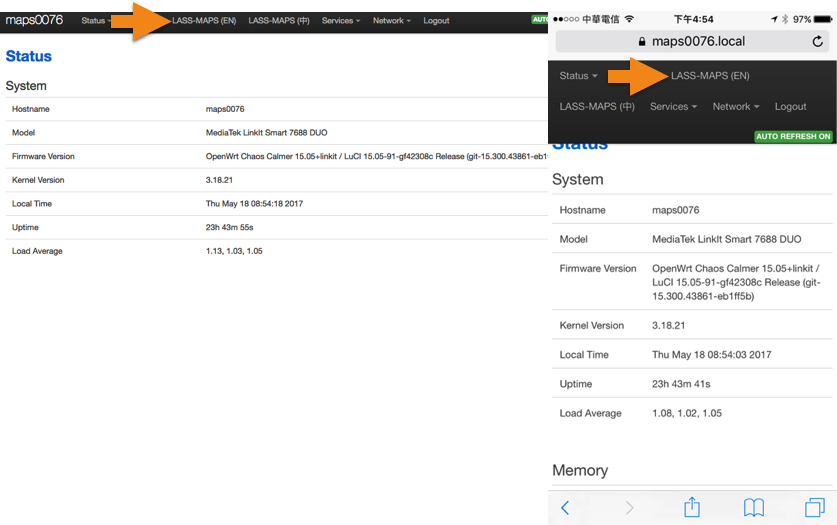 maps0076 Status LASS-MAPS (EN) LASS-MAPS (中) Services Network Logout AUTO
Status
System
Hostname maps0076
Model MediaTek LinkIt Smart 7688 DUO
Firmware Version OpenWrt Chaos Calmer 15.05+linkit / LuCI 15.05-91-gf42308c Release (git-15.300.43861-eb1
Kernel Version 3.18.21
Local Time Thu May 18 08:54:18 2017
Uptime 23h 43m 55s
Load Average 1.13, 1.03, 1.05
中華電信 下午4:54 97%
maps0076.local
Status LASS-MAPS (EN)
LASS-MAPS (中) Services Network Logout
AUTO REFRESH ON
Status
System
Hostname maps0076
Model MediaTek LinkIt Smart 7688 DUO
Firmware Version OpenWrt Chaos Calmer 15.05+linkit /
LuCI 15.05-91-gf42308c Release (git-
15.300.43861-eb1ff5b)
Kernel Version 3.18.21
Local Time Thu May 18 08:54:03 2017
Uptime 23h 43m 41s
Load Average 1.08, 1.02, 1.05
Memory